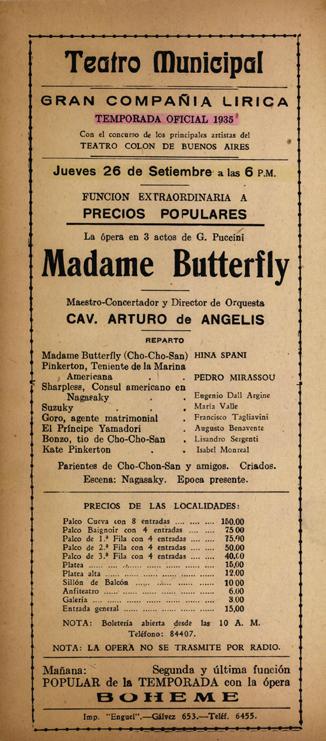 Teatro Municipal
GRAN COMPAÑIA LIRICA
TEMPORADA OFICIAL 1935
Con el concurso de los principales artistas del
TEATRO COLON DE BUENOS AIRES
Jueves 26 de Setiembre a las 6 P.M.
FUNCION EXTRAORDINARIA A
PRECIOS POPULARES
La ópera en 3 actos de G. Puccini
Madame Butterfly
Maestro-Concertador y Director de Orquesta
CAV. ARTURO de ANGELIS
REPARTO
Madame Butterfly (Cho-Cho-San) HINA SPANI
Pinkerton, Teniente de la Marina
Americana . . PEDRO MIRASSOU
Sharpless, Consul americano en
Nagasaky . . Eugenio Dall Argine
Suzuky . . . Maria Valle
Goro, agente matrimonial . Francisco Tagliavini
El Príncipe Yamadori . Augusto Benavente
Bonzo, tio de Cho-Cho-San . Lisandro Sergenti
Kate Pinkerton . . Isabel Monreal
Parientes de Cho-Chon-San y amigos. Criados.
Escena: Nagasaky. Epoca presente.
PRECIOS DE LAS LOCALIDADES:
Palco Cueva con 8 entradas .... .... .... 150.00
Palco Baignoir con 4 entradas .... .... 75 00
Palco de 1.ª Fila con 4 entradas .... .... 75.00
Palco de 2.ª Fila con 4 entradas .... .... 50.00
Palco de 3.ª Fila con 4 entradas .... .... 40.00
Platea .... .... .... .... .... .... .... 15,00
Platea alta .... .... .... .... .... .... 12.00
Sillón de Balcón .... .... .... .... .... 10 00
Anfiteatro .... .... .... .... .... .... 6.00
Galería .... .... .... .... .... .... .... 3.00
Entrada general .... .... .... .... .... 15,00
NOTA: Boletería abierta desde las 10 A. M.
Teléfono: 84407.
NOTA: LA OPERA NO SE TRASMITE POR RADIO.
Mañana: Segunda y última función
POPULAR de la TEMPORADA con la ópera
BOHEME
Imp. "Enguel".—Gálvez 653.—Teléf. 6455.